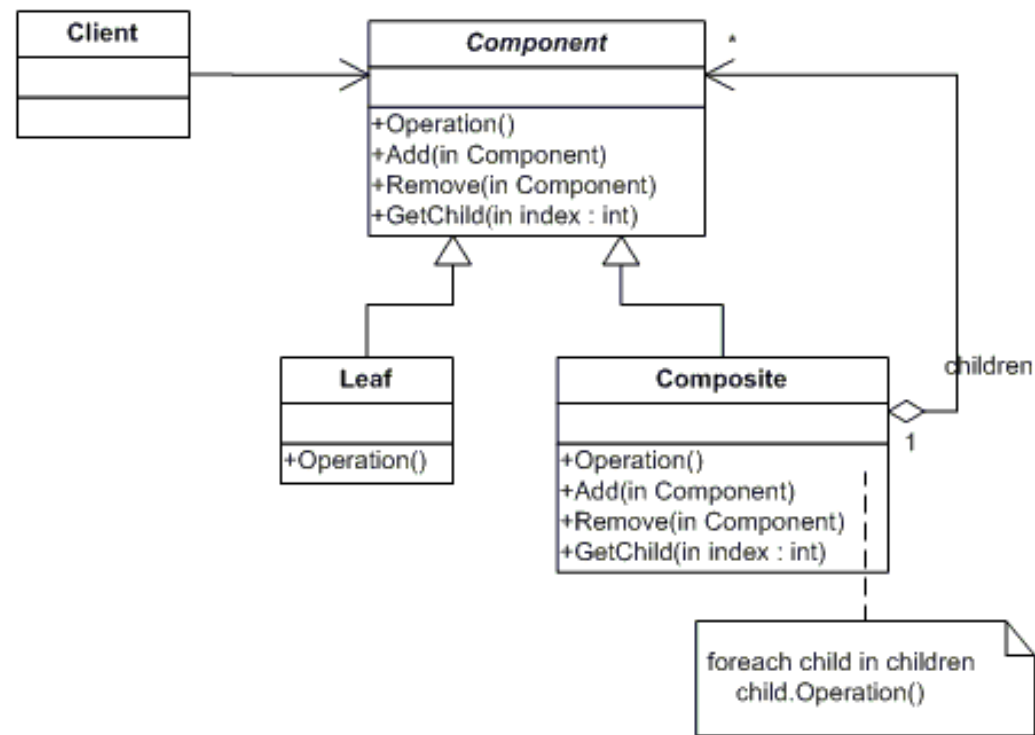 Client
Component
*
+Operation()
+Add(in Component)
+Remove(in Component)
+GetChild(in index : int)
children
Leaf
+Operation()
Composite
1
+Operation()
+Add(in Component)
+Remove(in Component)
+GetChild(in index : int)
foreach child in children
child.Operation()